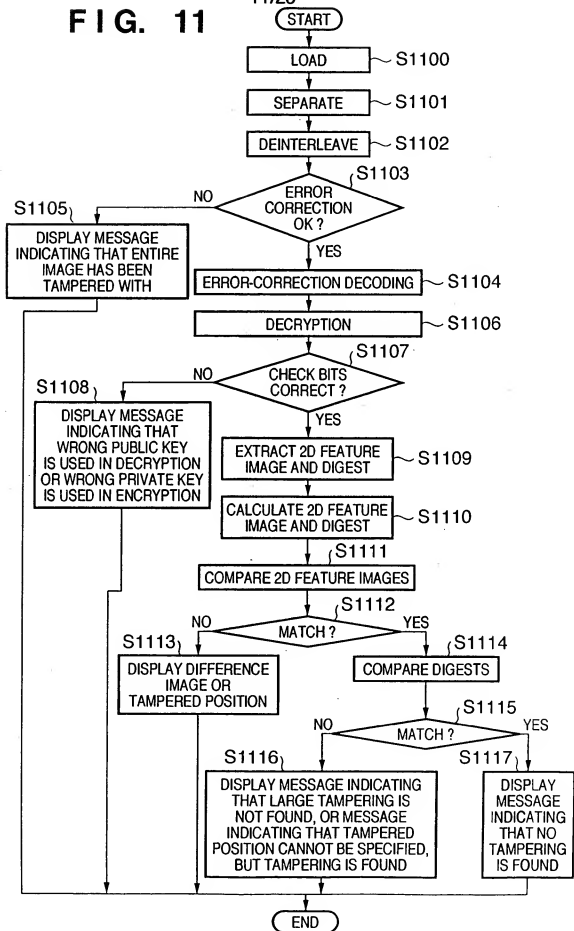 FIG. 11
START
LOAD
S1100
SEPARATE
S1101
DEINTERLEAVE
S1102
S1103
ERROR
CORRECTION
OK ?
NO
YES
S1105
DISPLAY MESSAGE
INDICATING THAT ENTIRE
IMAGE HAS BEEN
TAMPERED WITH
ERROR-CORRECTION DECODING
S1104
DECRYPTION
S1106
S1107
CHECK BITS
CORRECT ?
NO
YES
S1108
DISPLAY MESSAGE
INDICATING THAT
WRONG PUBLIC KEY
IS USED IN DECRYPTION
OR WRONG PRIVATE KEY
IS USED IN ENCRYPTION
EXTRACT 2D FEATURE
IMAGE AND DIGEST
S1109
CALCULATE 2D FEATURE
IMAGE AND DIGEST
S1110
S1111
COMPARE 2D FEATURE IMAGES
S1112
MATCH ?
NO
YES
S1113
DISPLAY DIFFERENCE
IMAGE OR
TAMPERED POSITION
S1114
COMPARE DIGESTS
S1115
MATCH ?
NO
YES
S1116
DISPLAY MESSAGE INDICATING
THAT LARGE TAMPERING IS
NOT FOUND, OR MESSAGE
INDICATING THAT TAMPERED
POSITION CANNOT BE SPECIFIED,
BUT TAMPERING IS FOUND
S1117
DISPLAY
MESSAGE
INDICATING
THAT NO
TAMPERING
IS FOUND
END